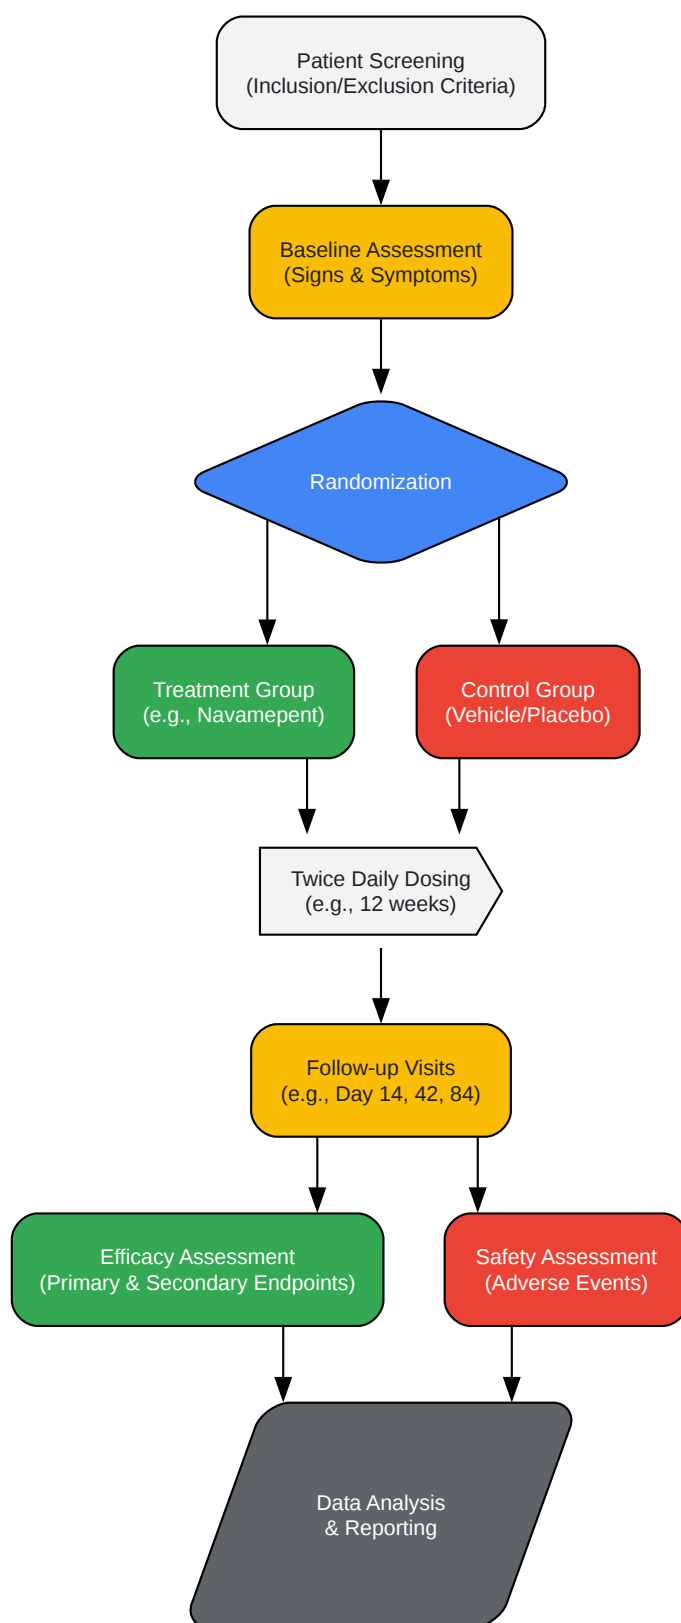 Patient Screening
(Inclusion/Exclusion Criteria)
Baseline Assessment
(Signs & Symptoms)
Randomization
Treatment Group
(e.g., Navamepent)
Control Group
(Vehicle/Placebo)
Twice Daily Dosing
(e.g., 12 weeks)
Follow-up Visits
(e.g., Day 14, 42, 84)
Efficacy Assessment
(Primary & Secondary Endpoints)
Safety Assessment
(Adverse Events)
Data Analysis
& Reporting